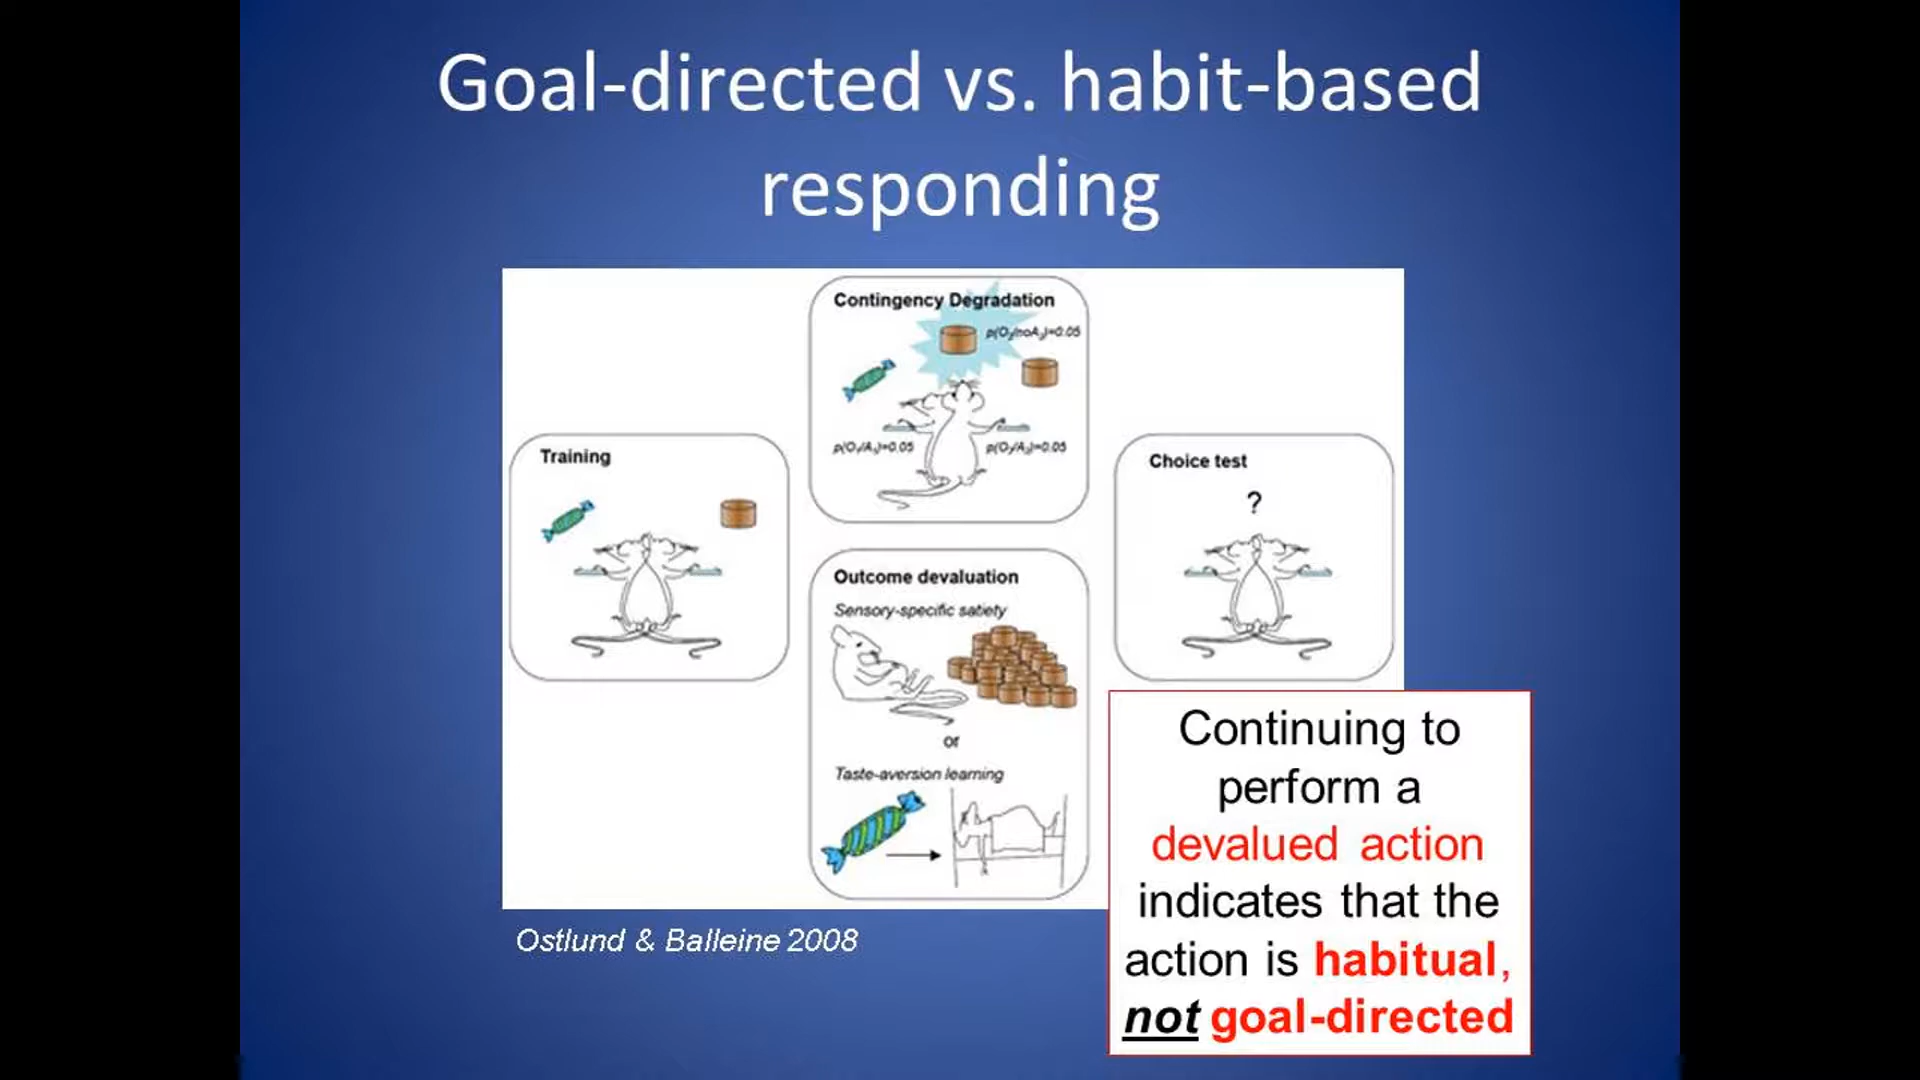 Goal-directed vs. habit-based
responding
Contingency Degradation
p(O₂/noA₂)=0.05
p(O₁/A₁)=0.05
p(O₂/A₂)=0.05
Training
Choice test
?
Outcome devaluation
Sensory-specific satiety
or
Taste-aversion learning
Continuing to
perform a
devalued action
indicates that the
action is habitual,
not goal-directed
Ostlund & Balleine 2008